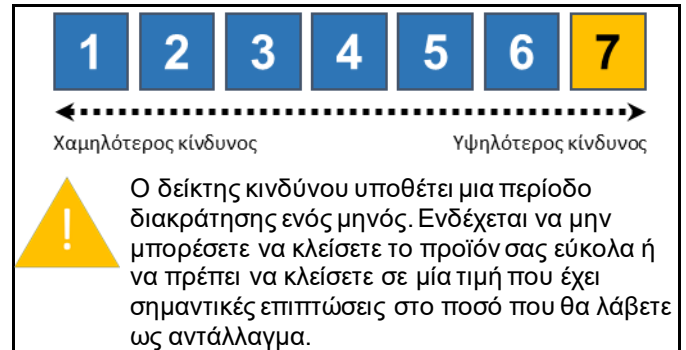 1 2 3 4 5 6 7
Χαμηλότερος κίνδυνος Υψηλότερος κίνδυνος
Ο δείκτης κινδύνου υποθέτει μια περίοδο
διακράτησης ενός μηνός. Ενδέχεται να μην
μπορέσετε να κλείσετε το προϊόν σας εύκολα ή
να πρέπει να κλείσετε σε μία τιμή που έχει
σημαντικές επιπτώσεις στο ποσό που θα λάβετε
ως αντάλλαγμα.
!